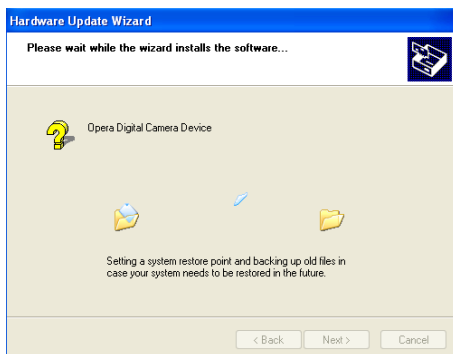 Hardware Update Wizard
Please wait while the wizard installs the software...
Opera Digital Camera Device
Setting a system restore point and backing up old files in
case your system needs to be restored in the future.
< Back
Next >
Cancel